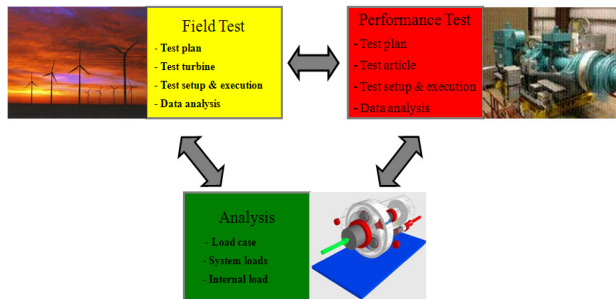 Field Test
- Test plan
- Test turbine
- Test setup & execution
- Data analysis
Performance Test
- Test plan
- Test article
- Test setup & execution
- Data analysis
Analysis
- Load case
- System loads
- Internal load